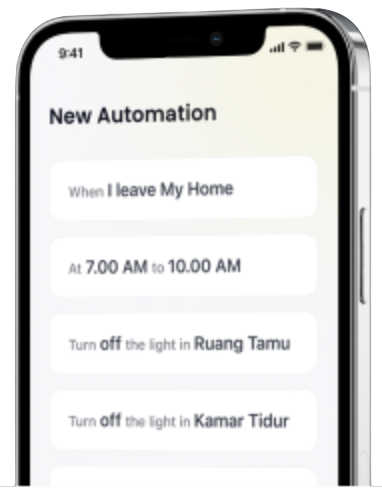 9:41
New Automation
When I leave My Home
At 7.00 AM to 10.00 AM
Turn off the light in Ruang Tamu
Turn off the light in Kamar Tidur